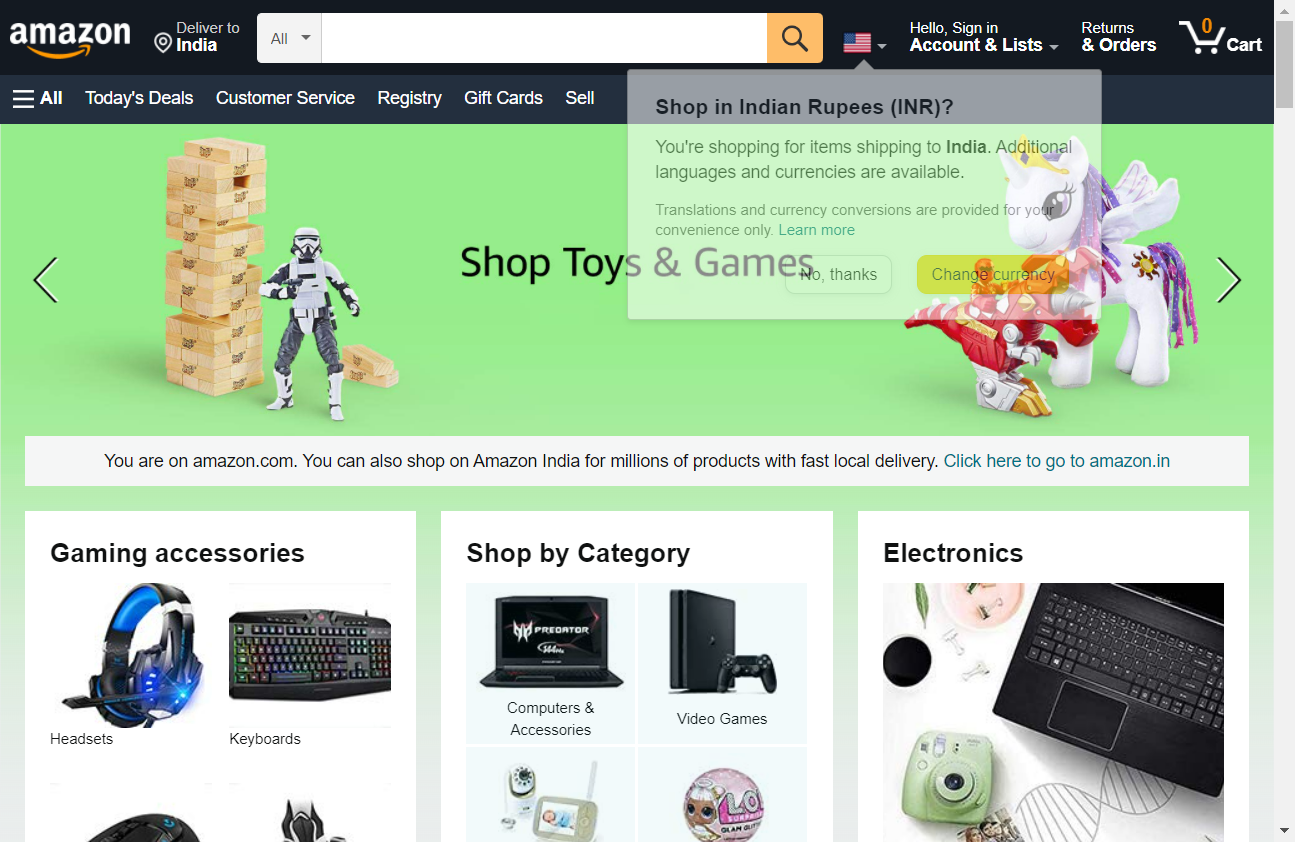 amazon
Deliver to
India
All
Hello, Sign in
Account & Lists
Returns
& Orders
0
Cart
All
Today's Deals
Customer Service
Registry
Gift Cards
Sell
Shop in Indian Rupees (INR)?
You're shopping for items shipping to India. Additional
languages and currencies are available.
Translations and currency conversions are provided for your
convenience only. Learn more
No, thanks
Change currency
Shop Toys & Games
You are on amazon.com. You can also shop on Amazon India for millions of products with fast local delivery. Click here to go to amazon.in
Gaming accessories
Headsets
Keyboards
Shop by Category
PREDATOR
144Hz
Computers &
Accessories
Video Games
L.O.L
SURPRISE
GLAM GLITTER
Electronics